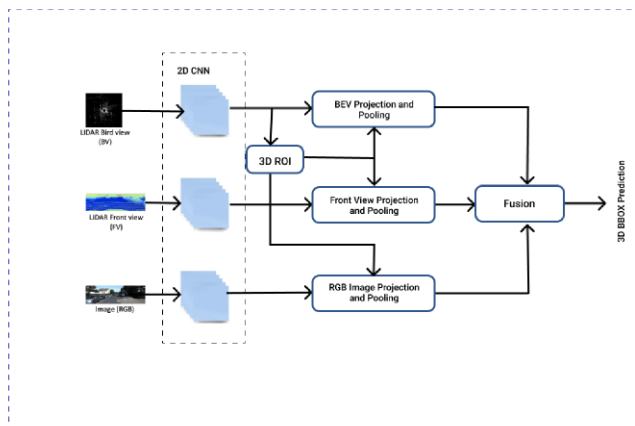 2D CNN
LIDAR Bird view
(BV)
BEV Projection and
Pooling
3D ROI
LIDAR Front view
(FV)
Front View Projection
and Pooling
Fusion
3D BBOX Prediction
Image (RGB)
RGB Image Projection
and Pooling